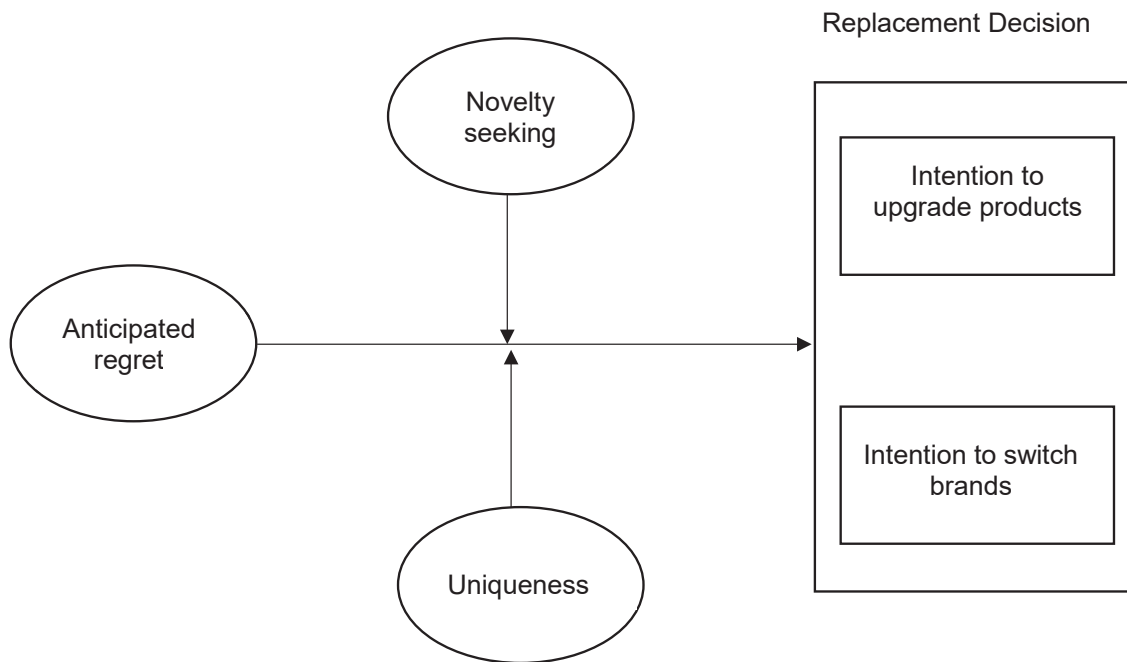 Replacement Decision
Novelty
seeking
Intention to
upgrade products
Anticipated
regret
Intention to switch
brands
Uniqueness